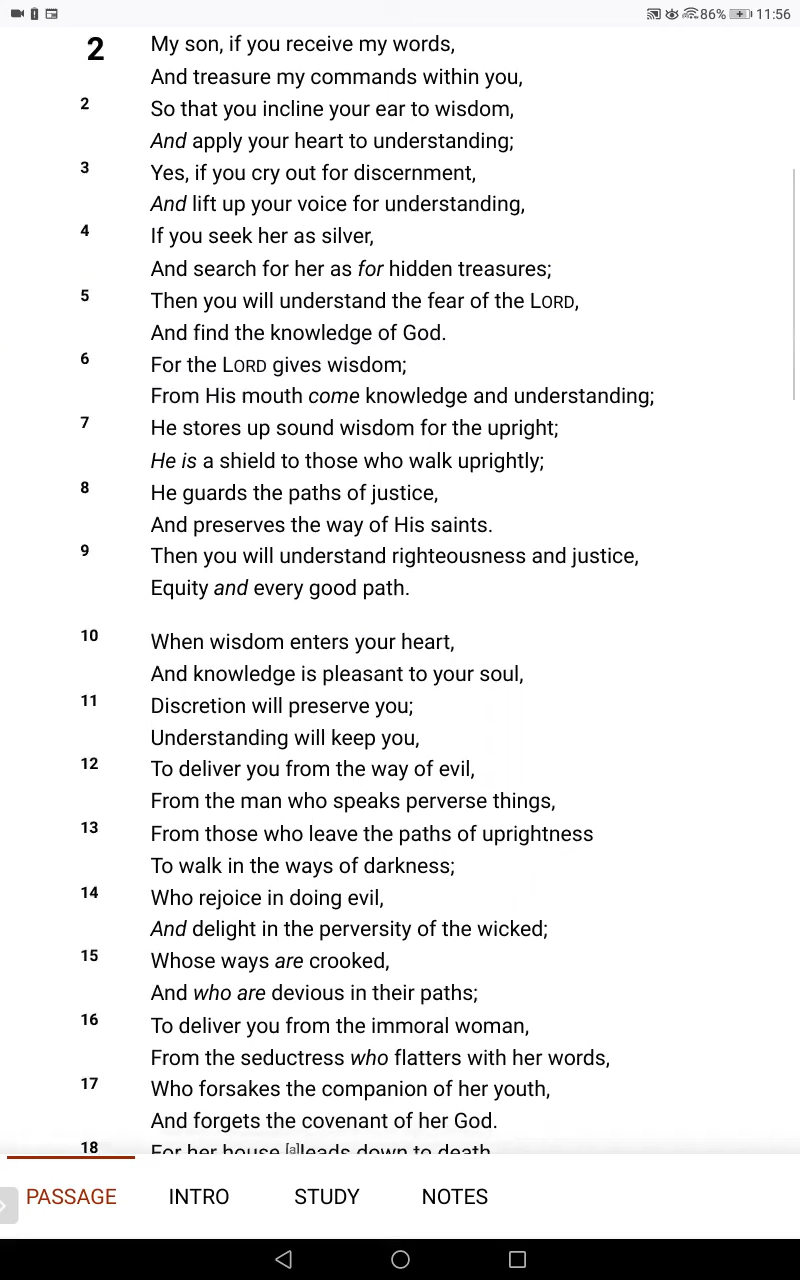 86% 11:56
2 My son, if you receive my words,
And treasure my commands within you,
2 So that you incline your ear to wisdom,
And apply your heart to understanding;
3 Yes, if you cry out for discernment,
And lift up your voice for understanding,
4 If you seek her as silver,
And search for her as for hidden treasures;
5 Then you will understand the fear of the LORD,
And find the knowledge of God.
6 For the LORD gives wisdom;
From His mouth come knowledge and understanding;
7 He stores up sound wisdom for the upright;
He is a shield to those who walk uprightly;
8 He guards the paths of justice,
And preserves the way of His saints.
9 Then you will understand righteousness and justice,
Equity and every good path.
10 When wisdom enters your heart,
And knowledge is pleasant to your soul,
11 Discretion will preserve you;
Understanding will keep you,
12 To deliver you from the way of evil,
From the man who speaks perverse things,
13 From those who leave the paths of uprightness
To walk in the ways of darkness;
14 Who rejoice in doing evil,
And delight in the perversity of the wicked;
15 Whose ways are crooked,
And who are devious in their paths;
16 To deliver you from the immoral woman,
From the seductress who flatters with her words,
17 Who forsakes the companion of her youth,
And forgets the covenant of her God.
18 For her house [a]leads down to death
PASSAGE INTRO STUDY NOTES